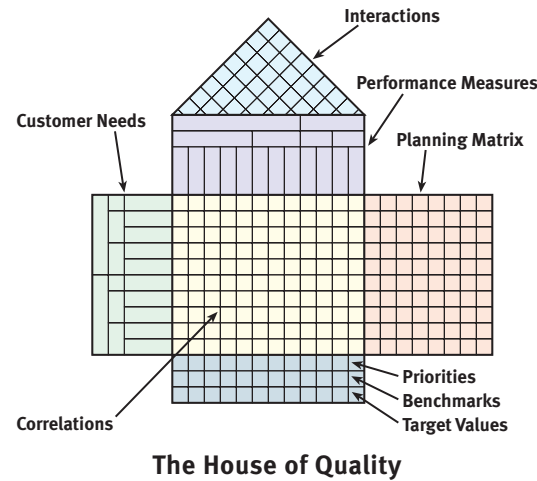 Interactions
Performance Measures
Customer Needs
Planning Matrix
Priorities
Benchmarks
Correlations
Target Values
The House of Quality